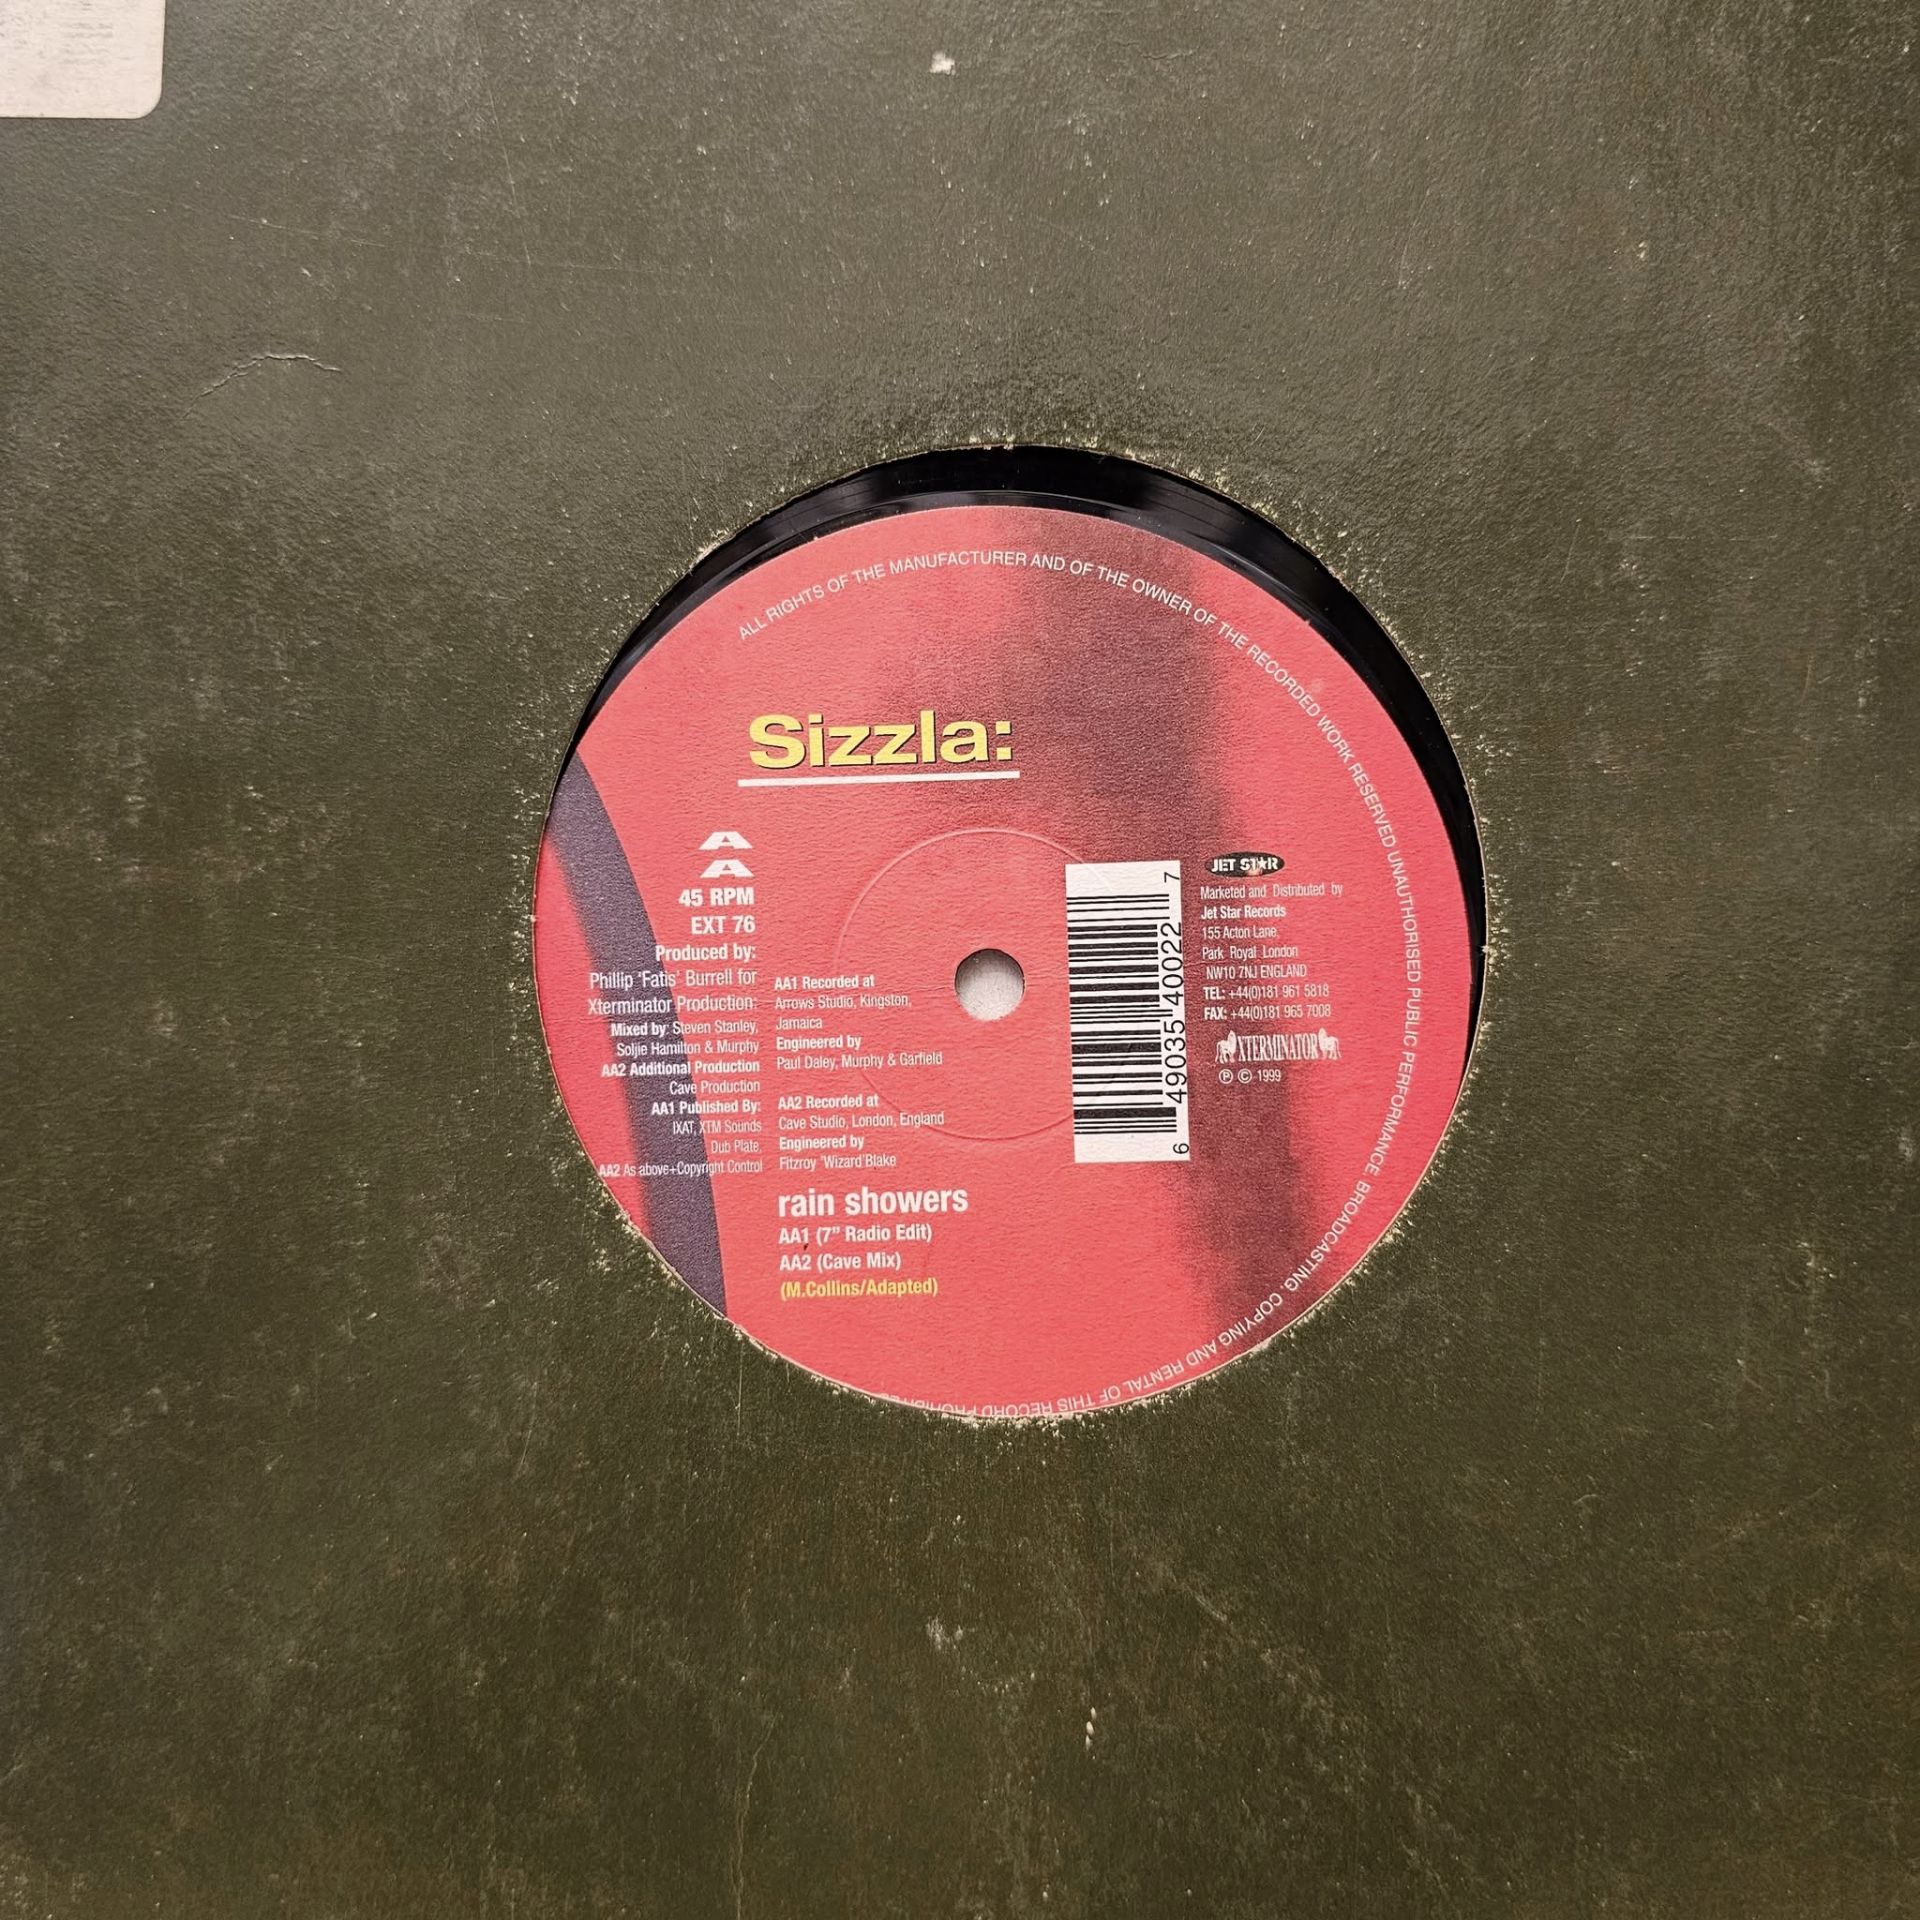 ALL RIGHTS OF THE MANUFACTURER AND OF THE OWNER OF THE RECORDED WORK RESERVED UNAUTHORISED PUBLIC PERFORMANCE, BROADCASTING, COPYING AND RENTAL OF THIS RECORD
Sizzla:
A
A
45 RPM
EXT 76
Produced by:
Phillip 'Fatis' Burrell for
Xterminator Production:
Mixed by: Steven Stanley,
Soljie Hamilton & Murphy
AA2 Additional Production
Cave Production
AA1 Published By:
IXAT, XTM Sounds
Dub Plate,
AA2 As above+Copyright Control
AA1 Recorded at
Arrows Studio, Kingston,
Jamaica
Engineered by
Paul Daley, Murphy & Garfield
AA2 Recorded at
Cave Studio, London, England
Engineered by
Fitzroy 'Wizard'Blake
rain showers
AA1 (7" Radio Edit)
AA2 (Cave Mix)
(M.Collins/Adapted)
6 49035 40022 7
JET STAR
Marketed and Distributed by
Jet Star Records
155 Acton Lane,
Park Royal London
NW10 7NJ ENGLAND
TEL: +44(0)181 961 5818
FAX: +44(0)181 965 7008
XTERMINATOR
℗ © 1999